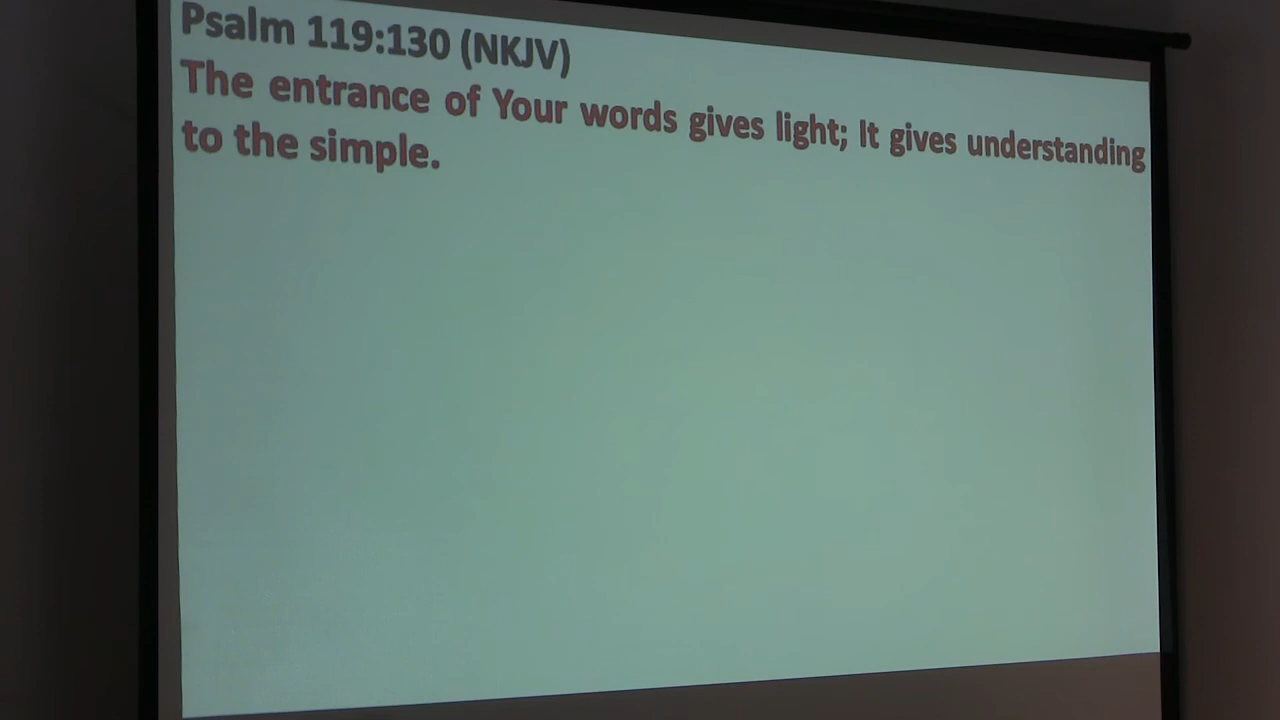 Psalm 119:130 (NKJV)
The entrance of Your words gives light; It gives understanding
to the simple.